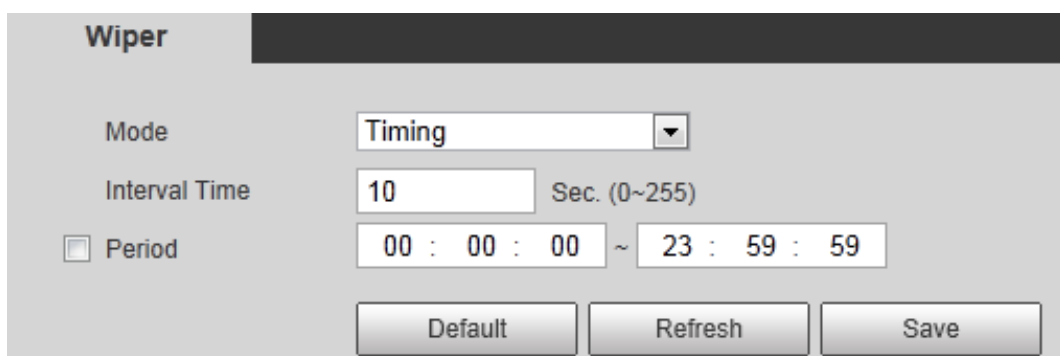 Wiper
Mode Timing
Interval Time 10 Sec. (0~255)
Period 00 : 00 : 00 ~ 23 : 59 : 59
Default Refresh Save